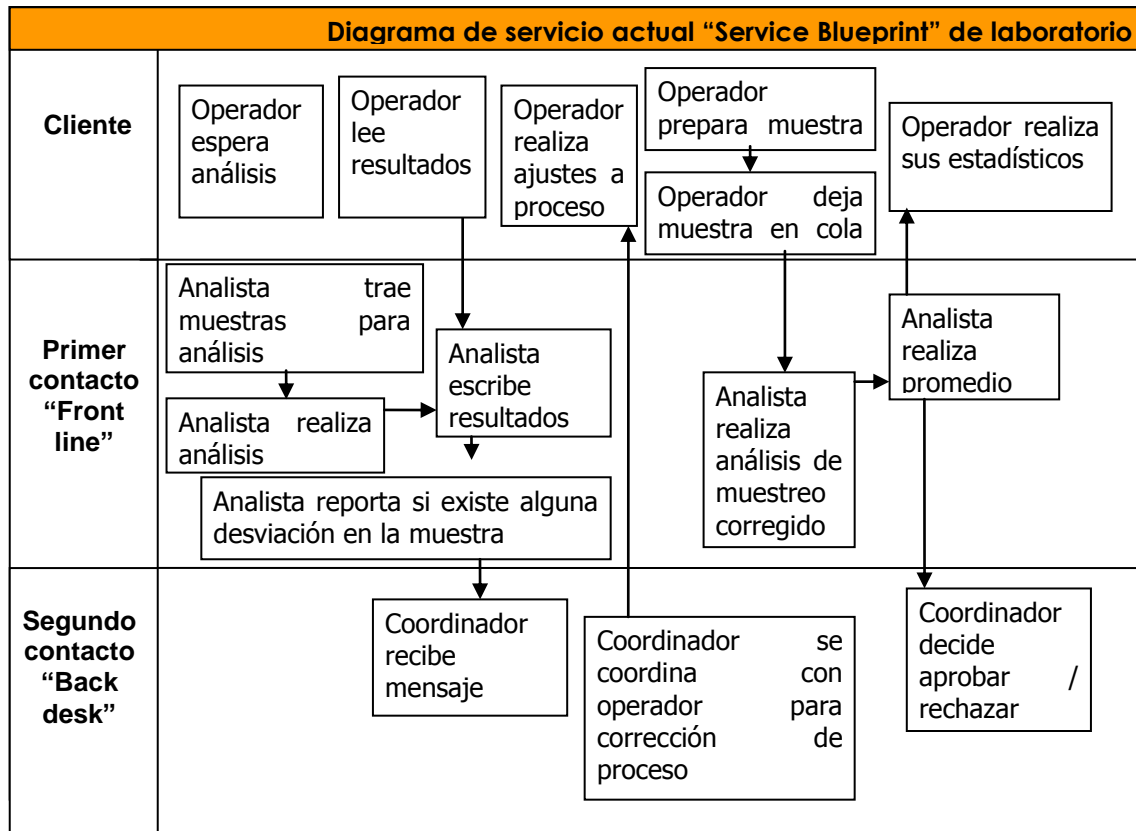 Diagrama de servicio actual “Service Blueprint” de laboratorio
Cliente
Operador
espera
análisis
Operador
lee
resultados
Operador
realiza
ajustes a
proceso
Operador
prepara muestra
Operador deja
muestra en cola
Operador realiza
sus estadísticos
Primer
contacto
“Front
line”
Analista trae
muestras para
análisis
Analista realiza
análisis
Analista
escribe
resultados
Analista reporta si existe alguna
desviación en la muestra
Analista
realiza
análisis de
muestreo
corregido
Analista
realiza
promedio
Segundo
contacto
“Back
desk”
Coordinador
recibe
mensaje
Coordinador se
coordina con
operador para
corrección de
proceso
Coordinador
decide
aprobar /
rechazar